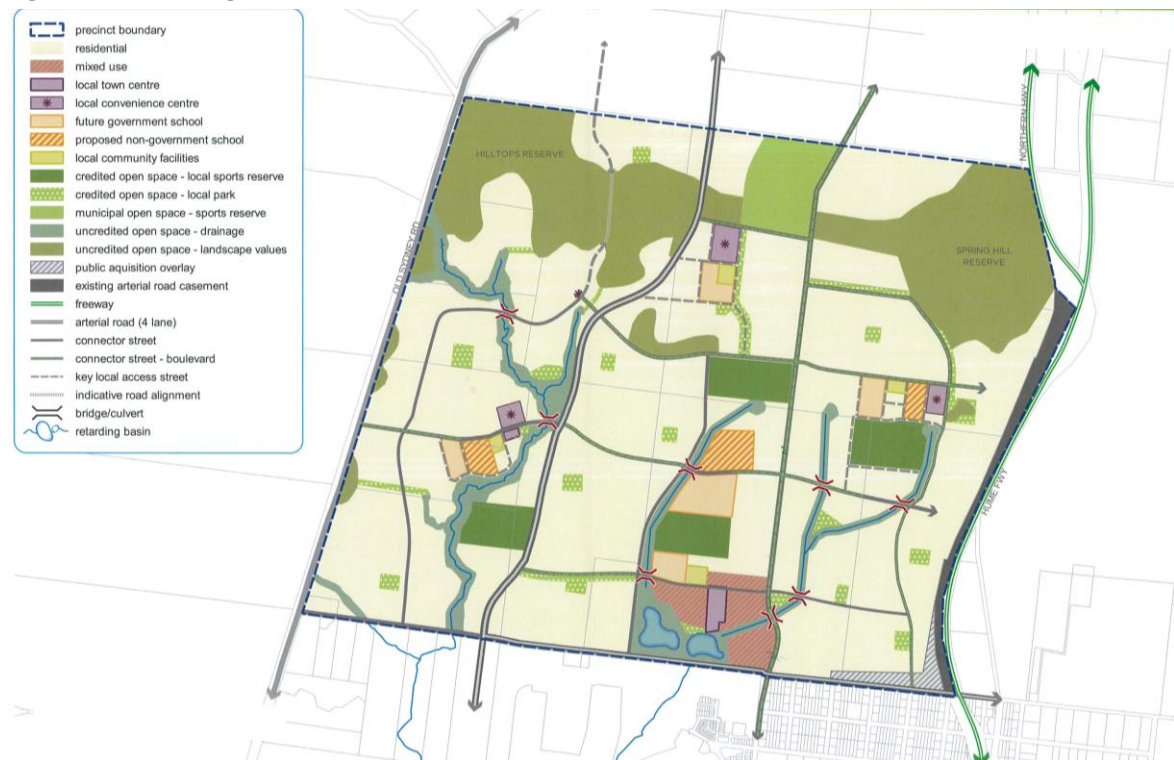 precinct boundary
residential
mixed use
local town centre
local convenience centre
future government school
proposed non-government school
local community facilities
credited open space - local sports reserve
credited open space - local park
municipal open space - sports reserve
uncredited open space - drainage
uncredited open space - landscape values
public aquisition overlay
existing arterial road casement
freeway
arterial road (4 lane)
connector street
connector street - boulevard
key local access street
indicative road alignment
bridge/culvert
retarding basin
HILLTOPS RESERVE
OLD SYDNEY RD
NORTHERN HWY
SPRING HILL
RESERVE
HUME FWY